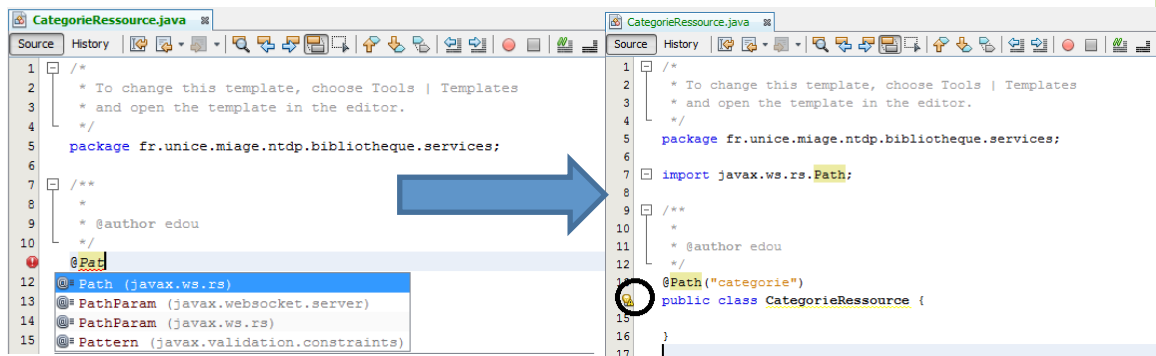 CategorieRessource.java
Source History
1 /*
2 * To change this template, choose Tools | Templates
3 * and open the template in the editor.
4 */
5 package fr.unice.miage.ntdp.bibliotheque.services;
6
7 /**
8 *
9 * @author edou
10 */
@Pat
12 Path (javax.ws.rs)
13 PathParam (javax.websocket.server)
14 PathParam (javax.ws.rs)
15 Pattern (javax.validation.constraints)
CategorieRessource.java
Source History
1 /*
2 * To change this template, choose Tools | Templates
3 * and open the template in the editor.
4 */
5 package fr.unice.miage.ntdp.bibliotheque.services;
6
7 import javax.ws.rs.Path;
8
9 /**
10 *
11 * @author edou
12 */
13 @Path("categorie")
public class CategorieRessource {
15
16 }
17